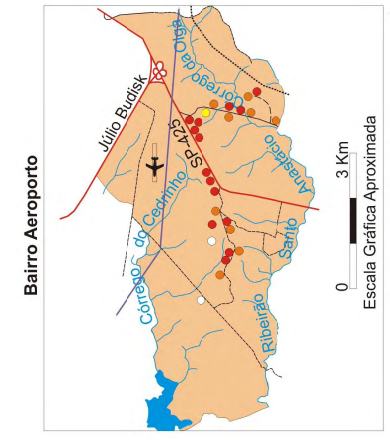 Bairro Aeroporto
Júlio Budisk
Córrego da Olga
SP-425
Anastácio
Córrego do Cedrinho
Ribeirão Santo
0 3 Km
Escala Gráfica Aproximada